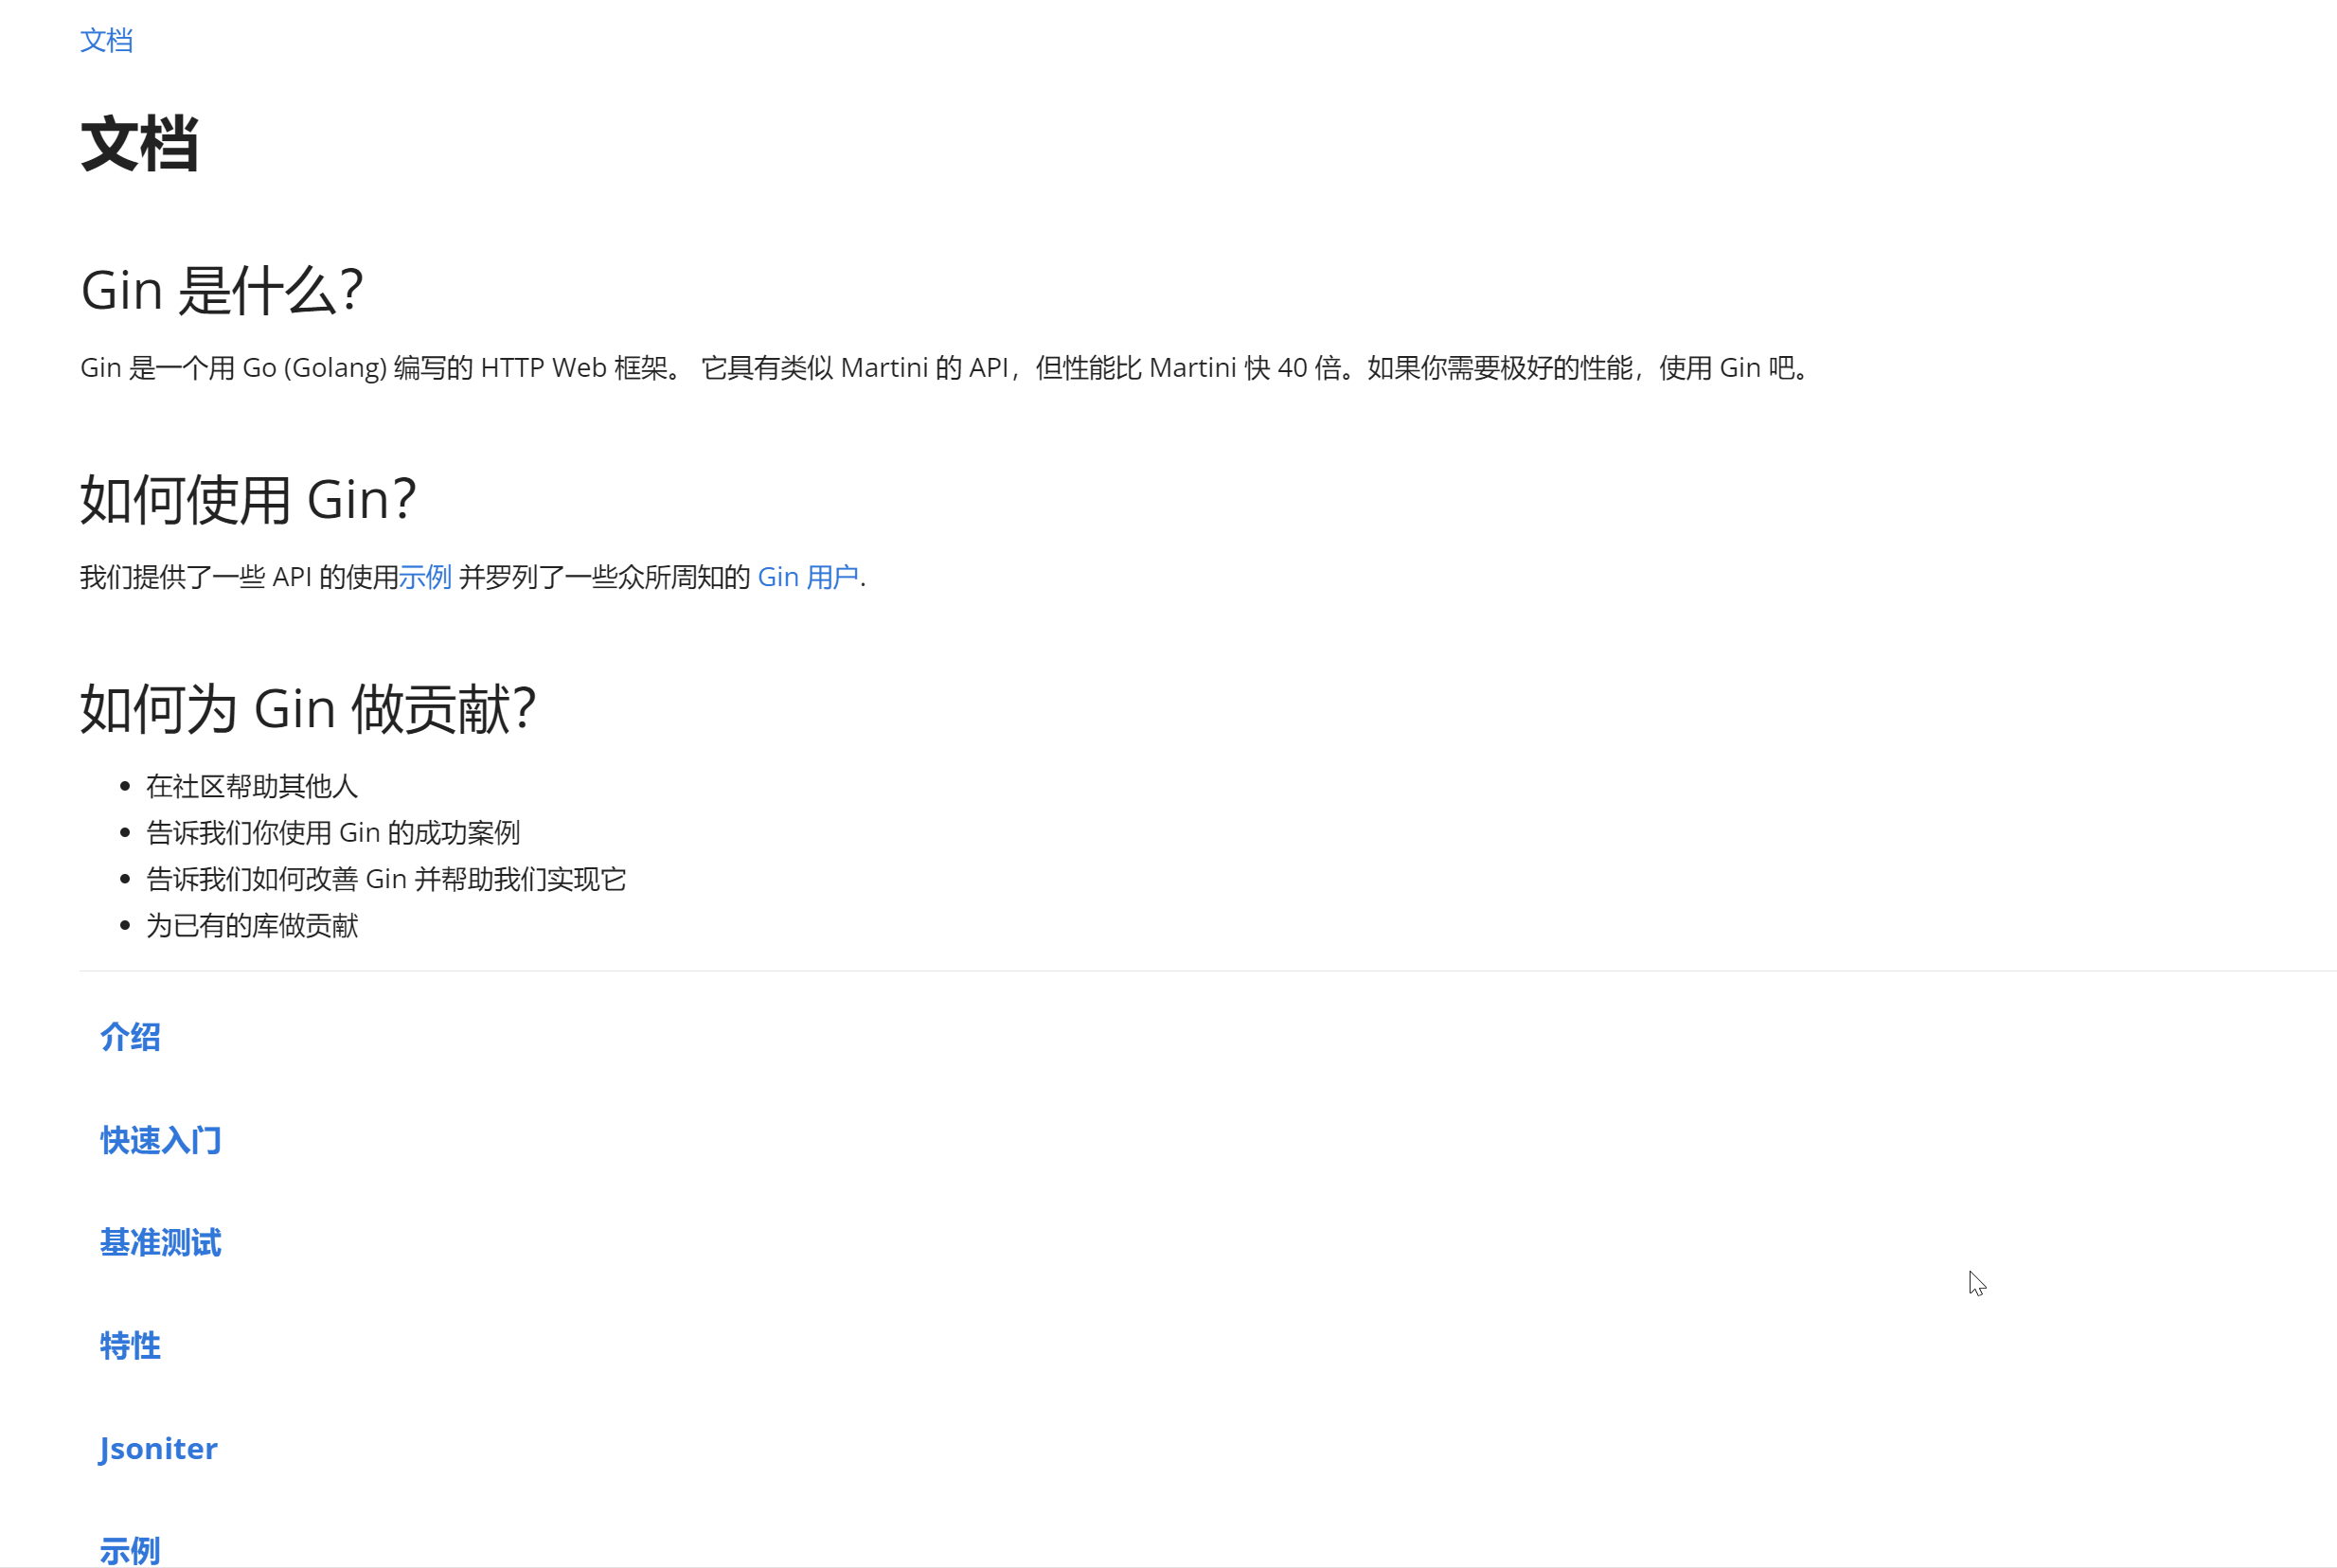 文档
文档
Gin 是什么?
Gin 是一个用 Go (Golang) 编写的 HTTP Web 框架。 它具有类似 Martini 的 API，但性能比 Martini 快 40 倍。如果你需要极好的性能，使用 Gin 吧。
如何使用 Gin?
我们提供了一些 API 的使用示例 并罗列了一些众所周知的 Gin 用户.
如何为 Gin 做贡献?
在社区帮助其他人
告诉我们你使用 Gin 的成功案例
告诉我们如何改善 Gin 并帮助我们实现它
为已有的库做贡献
介绍
快速入门
基准测试
特性
Jsoniter
示例